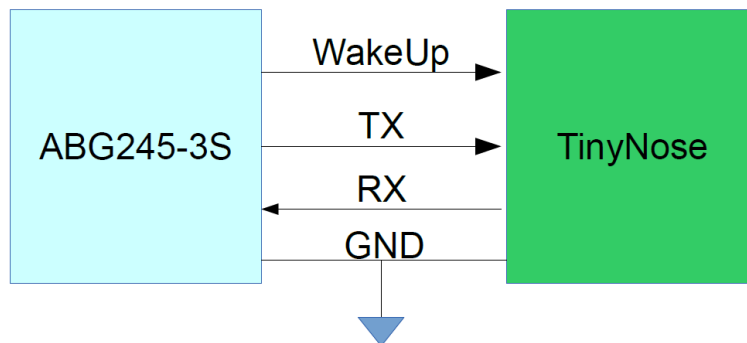 WakeUp
ABG245-3S
TX
TinyNose
RX
GND